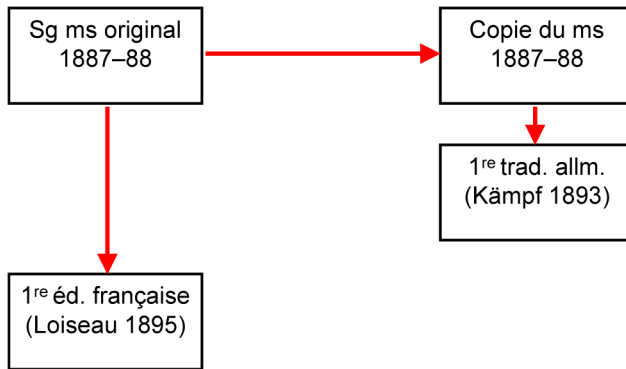 Sg ms original
1887–88
Copie du ms
1887–88
1re trad. allm.
(Kämpf 1893)
1re éd. française
(Loiseau 1895)